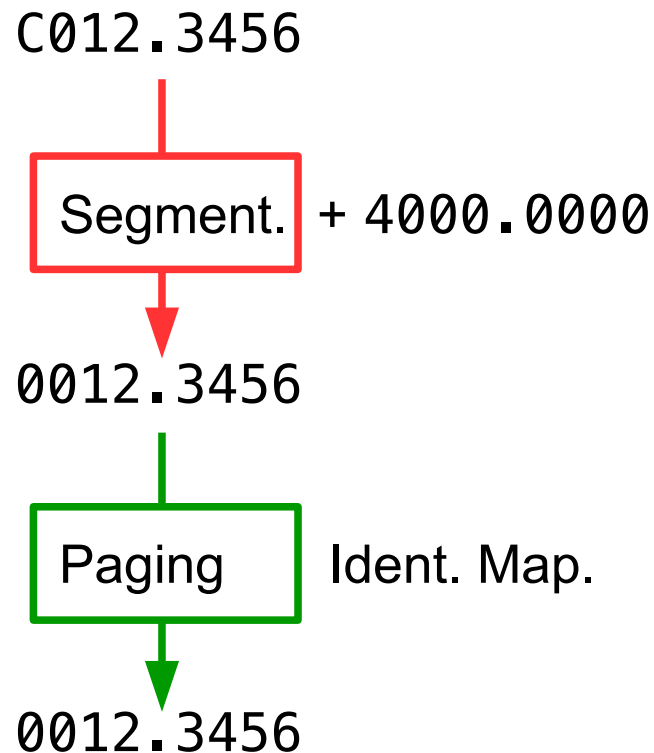 C012.3456
Segment. + 4000.0000
0012.3456
Paging Ident. Map.
0012.3456